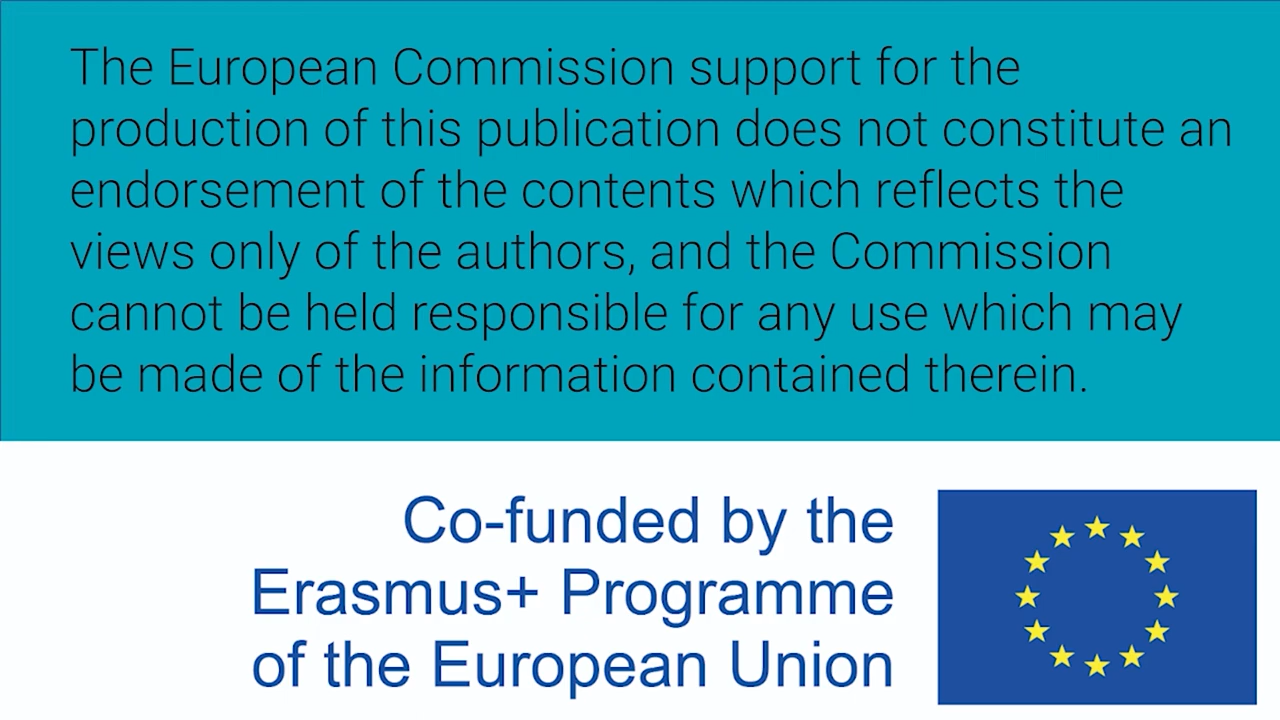 The European Commission support for the
production of this publication does not constitute an
endorsement of the contents which reflects the
views only of the authors, and the Commission
cannot be held responsible for any use which may
be made of the information contained therein.
Co-funded by the
Erasmus+ Programme
of the European Union